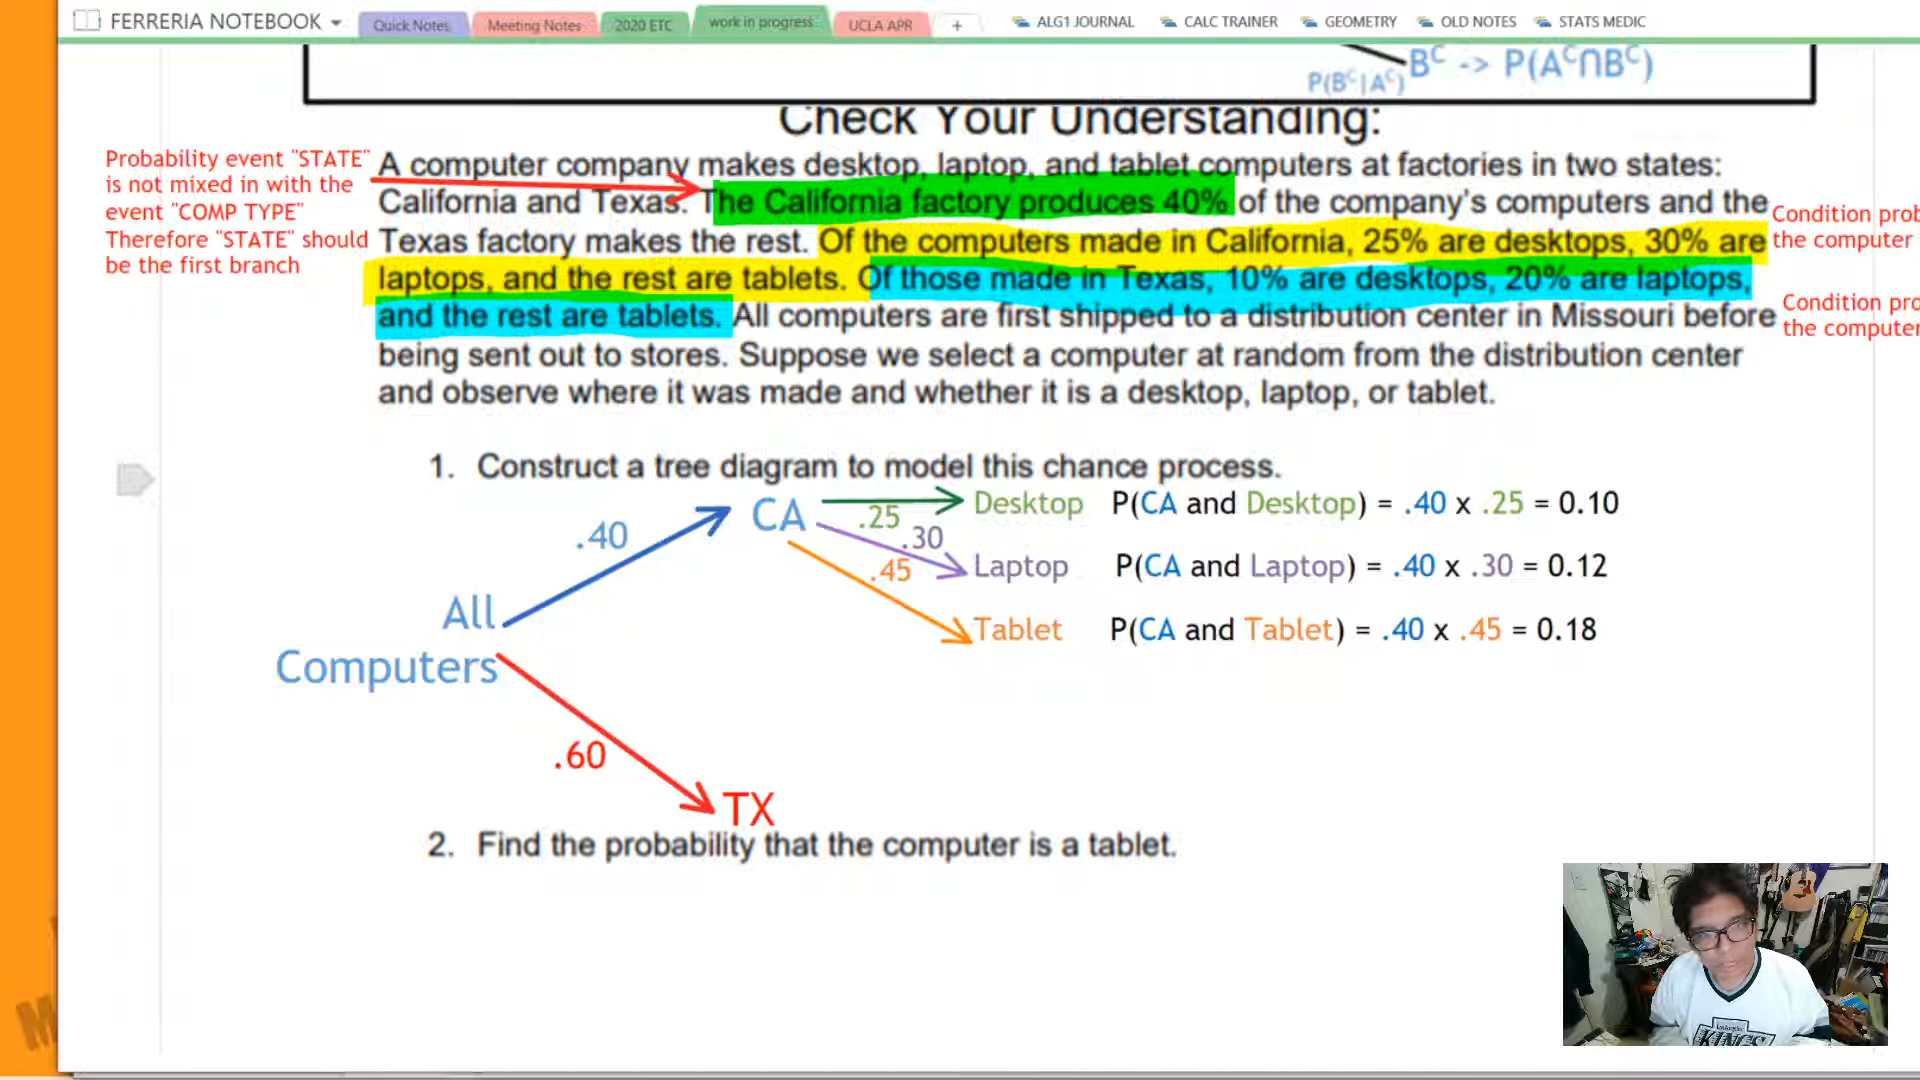 FERRERIA NOTEBOOK
Quick Notes
Meeting Notes
2020 ETC
work in progress
UCLA APR
+
ALG1 JOURNAL
CALC TRAINER
GEOMETRY
OLD NOTES
STATS MEDIC
Bᶜ -> P(Aᶜ∩Bᶜ)
P(Bᶜ|Aᶜ)
Check Your Understanding:
Probability event "STATE"
is not mixed in with the
event "COMP TYPE"
Therefore "STATE" should
be the first branch
A computer company makes desktop, laptop, and tablet computers at factories in two states:
California and Texas. The California factory produces 40% of the company's computers and the
Texas factory makes the rest. Of the computers made in California, 25% are desktops, 30% are
laptops, and the rest are tablets. Of those made in Texas, 10% are desktops, 20% are laptops,
and the rest are tablets. All computers are first shipped to a distribution center in Missouri before
being sent out to stores. Suppose we select a computer at random from the distribution center
and observe where it was made and whether it is a desktop, laptop, or tablet.
Condition prob
the computer
Condition pro
the computer
1. Construct a tree diagram to model this chance process.
.40
CA
.25
Desktop P(CA and Desktop) = .40 x .25 = 0.10
.30
Laptop P(CA and Laptop) = .40 x .30 = 0.12
.45
Tablet P(CA and Tablet) = .40 x .45 = 0.18
All
Computers
.60
TX
2. Find the probability that the computer is a tablet.
Los Angeles
KINGS